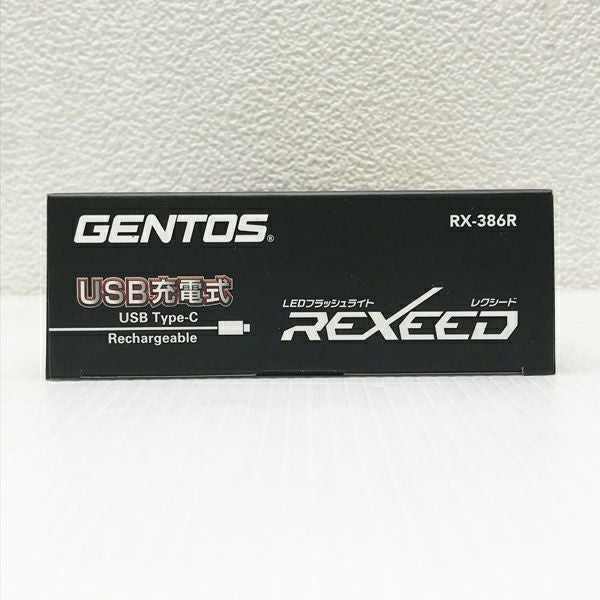 GENTOS®
RX-386R
USB充電式
USB Type-C
Rechargeable
LEDフラッシュライト
レクシード
REXEED